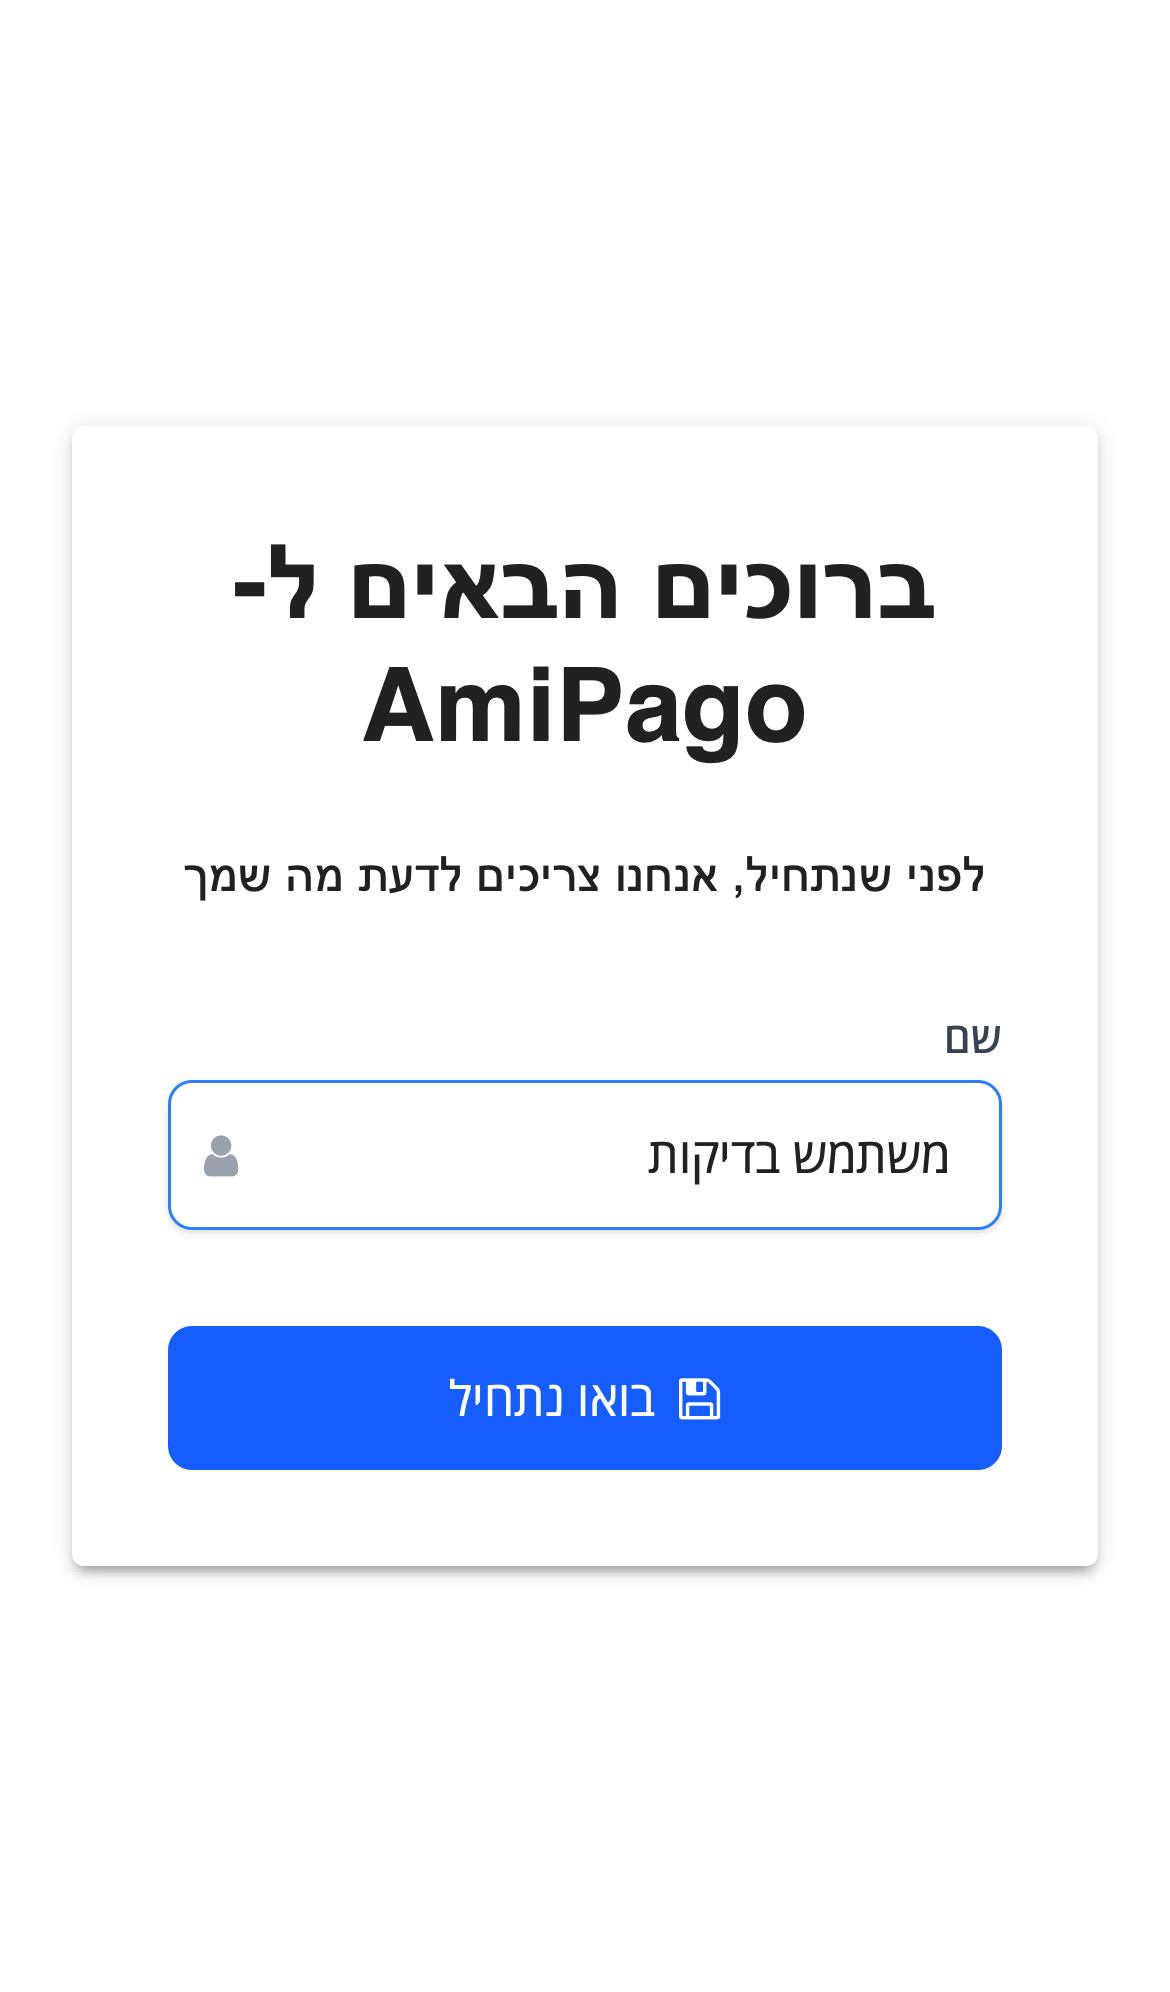 ברוכים הבאים ל-
AmiPago
לפני שנתחיל, אנחנו צריכים לדעת מה שמך
שם
משתמש בדיקות
בואו נתחיל